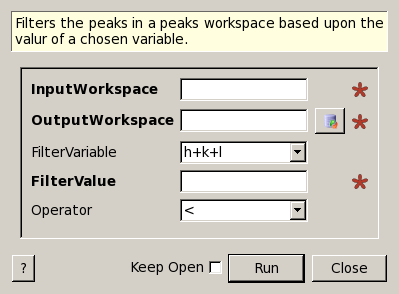 Filters the peaks in a peaks workspace based upon the
valur of a chosen variable.
InputWorkspace
OutputWorkspace
FilterVariable h+k+l
FilterValue
Operator <
? Keep Open Run Close